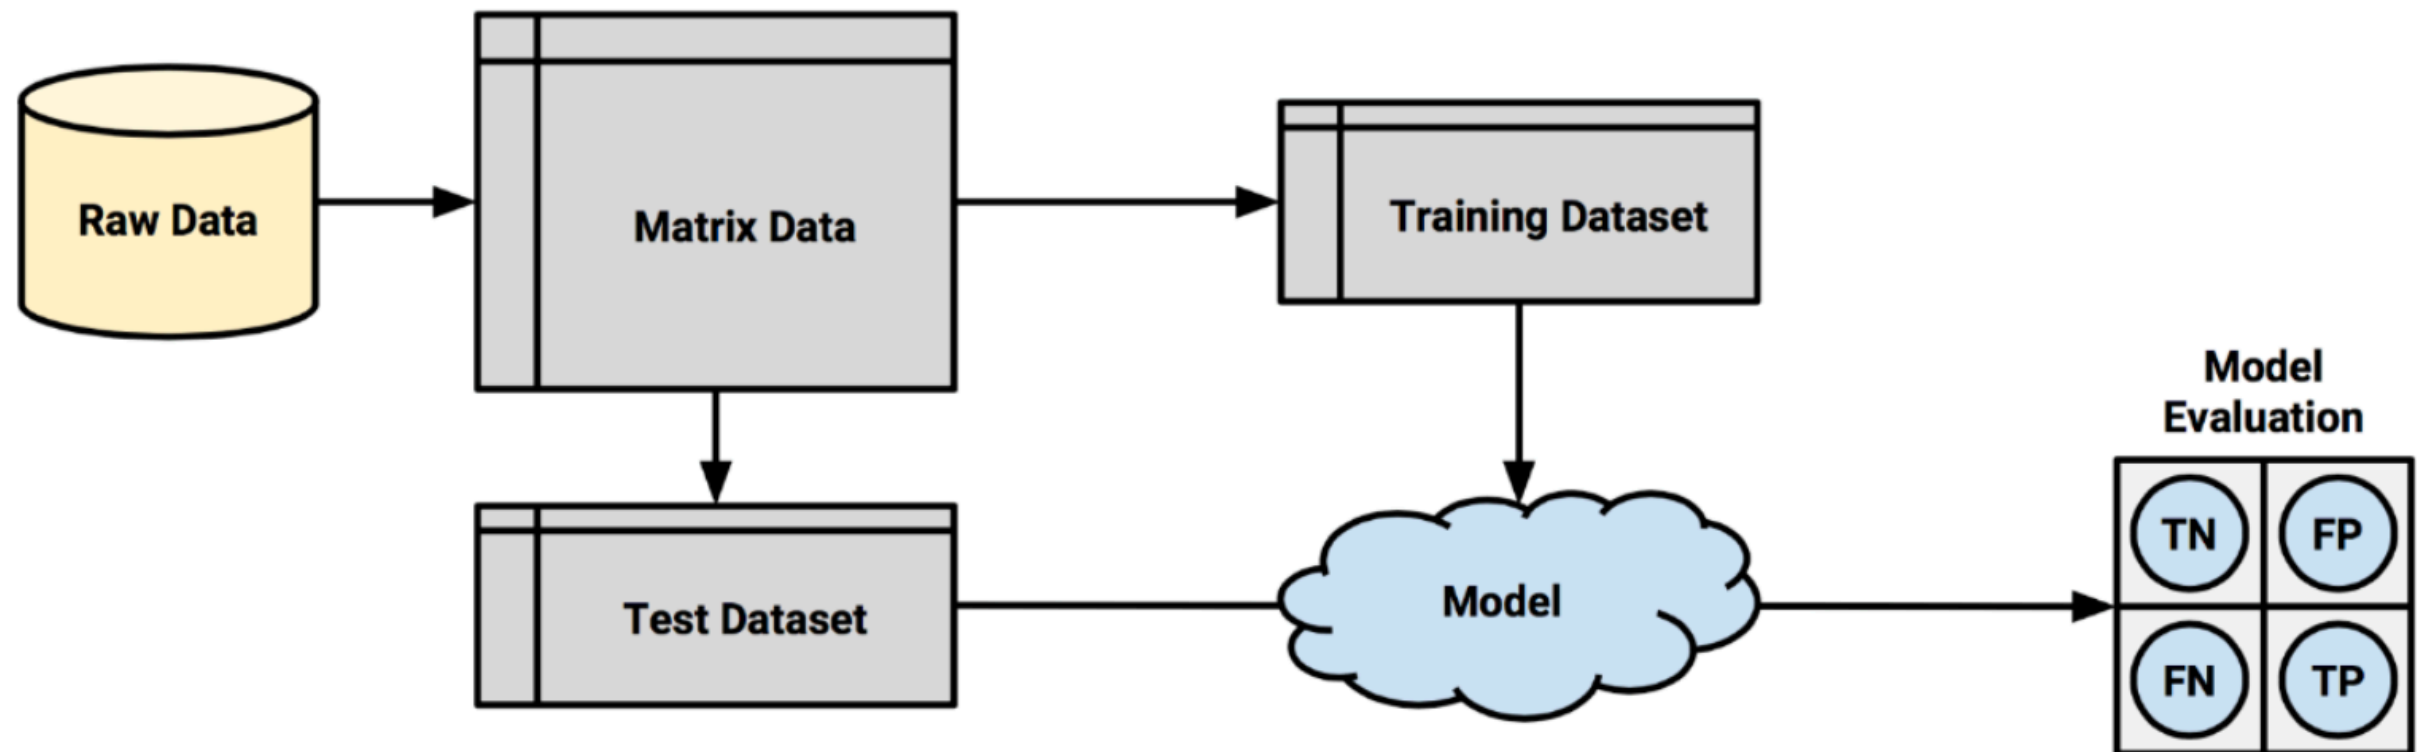 Raw Data
Matrix Data
Training Dataset
Test Dataset
Model
Model
Evaluation
TN
FP
FN
TP